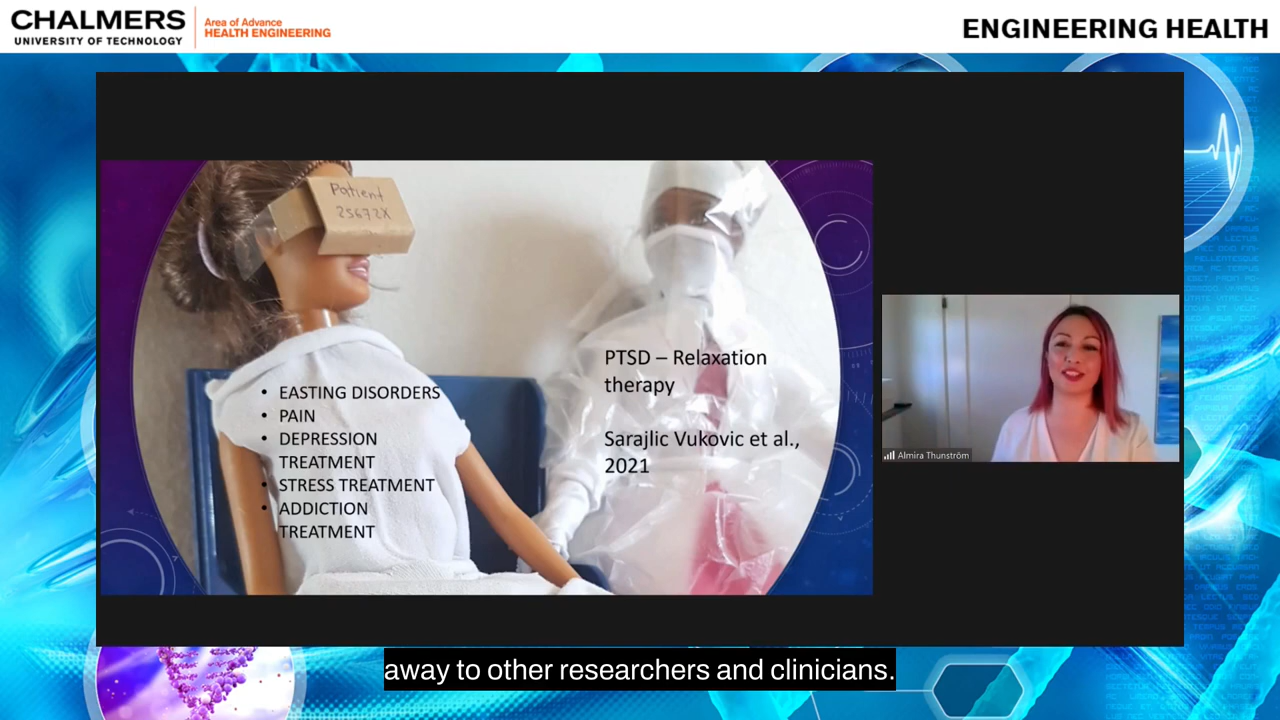 CHALMERS
UNIVERSITY OF TECHNOLOGY
Area of Advance
HEALTH ENGINEERING
ENGINEERING HEALTH
Patient
25672X
• EASTING DISORDERS
• PAIN
• DEPRESSION
TREATMENT
• STRESS TREATMENT
• ADDICTION
TREATMENT
PTSD – Relaxation
therapy
Sarajlic Vukovic et al.,
2021
Almira Thunström
away to other researchers and clinicians.